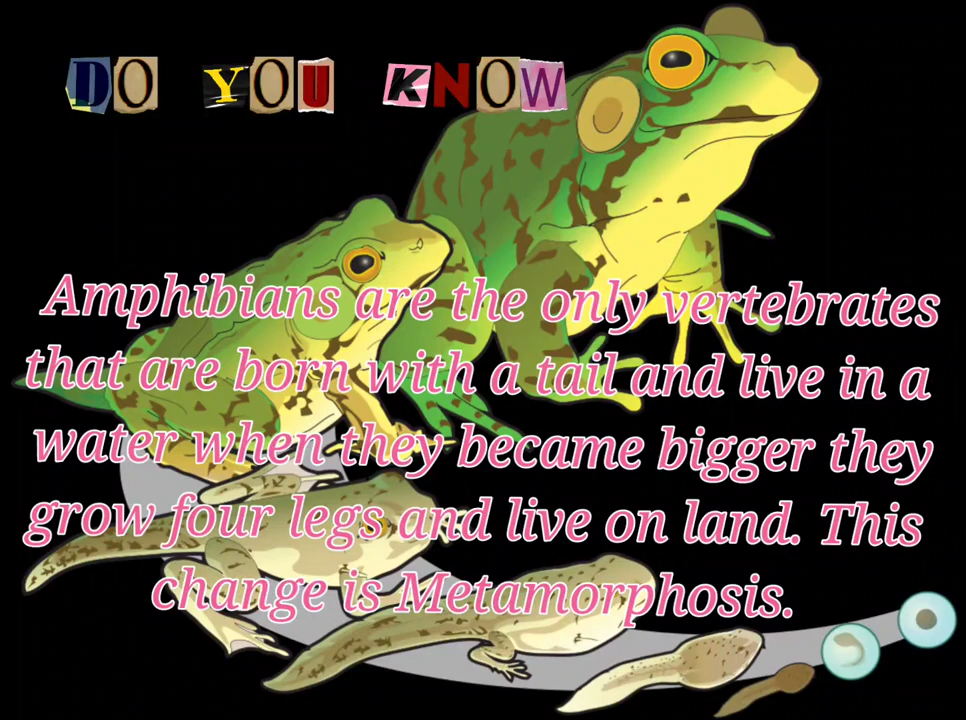 DO YOU KNOW
Amphibians are the only vertebrates
that are born with a tail and live in a
water when they became bigger they
grow four legs and live on land. This
change is Metamorphosis.